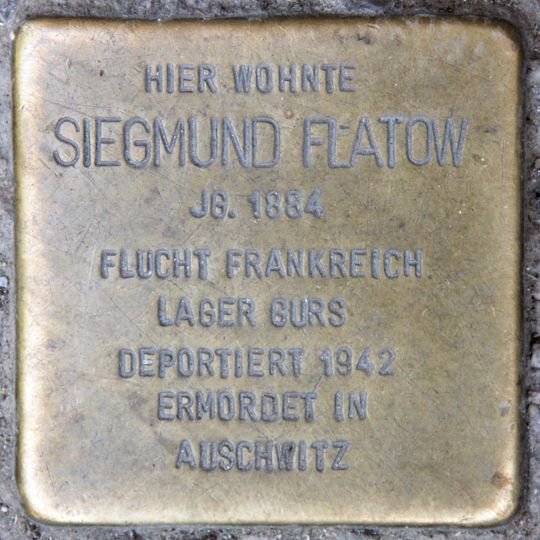 HIER WOHNTE
SIEGMUND FLATOW
JG. 1884
FLUCHT FRANKREICH
LAGER GURS
DEPORTIERT 1942
ERMORDET IN
AUSCHWITZ